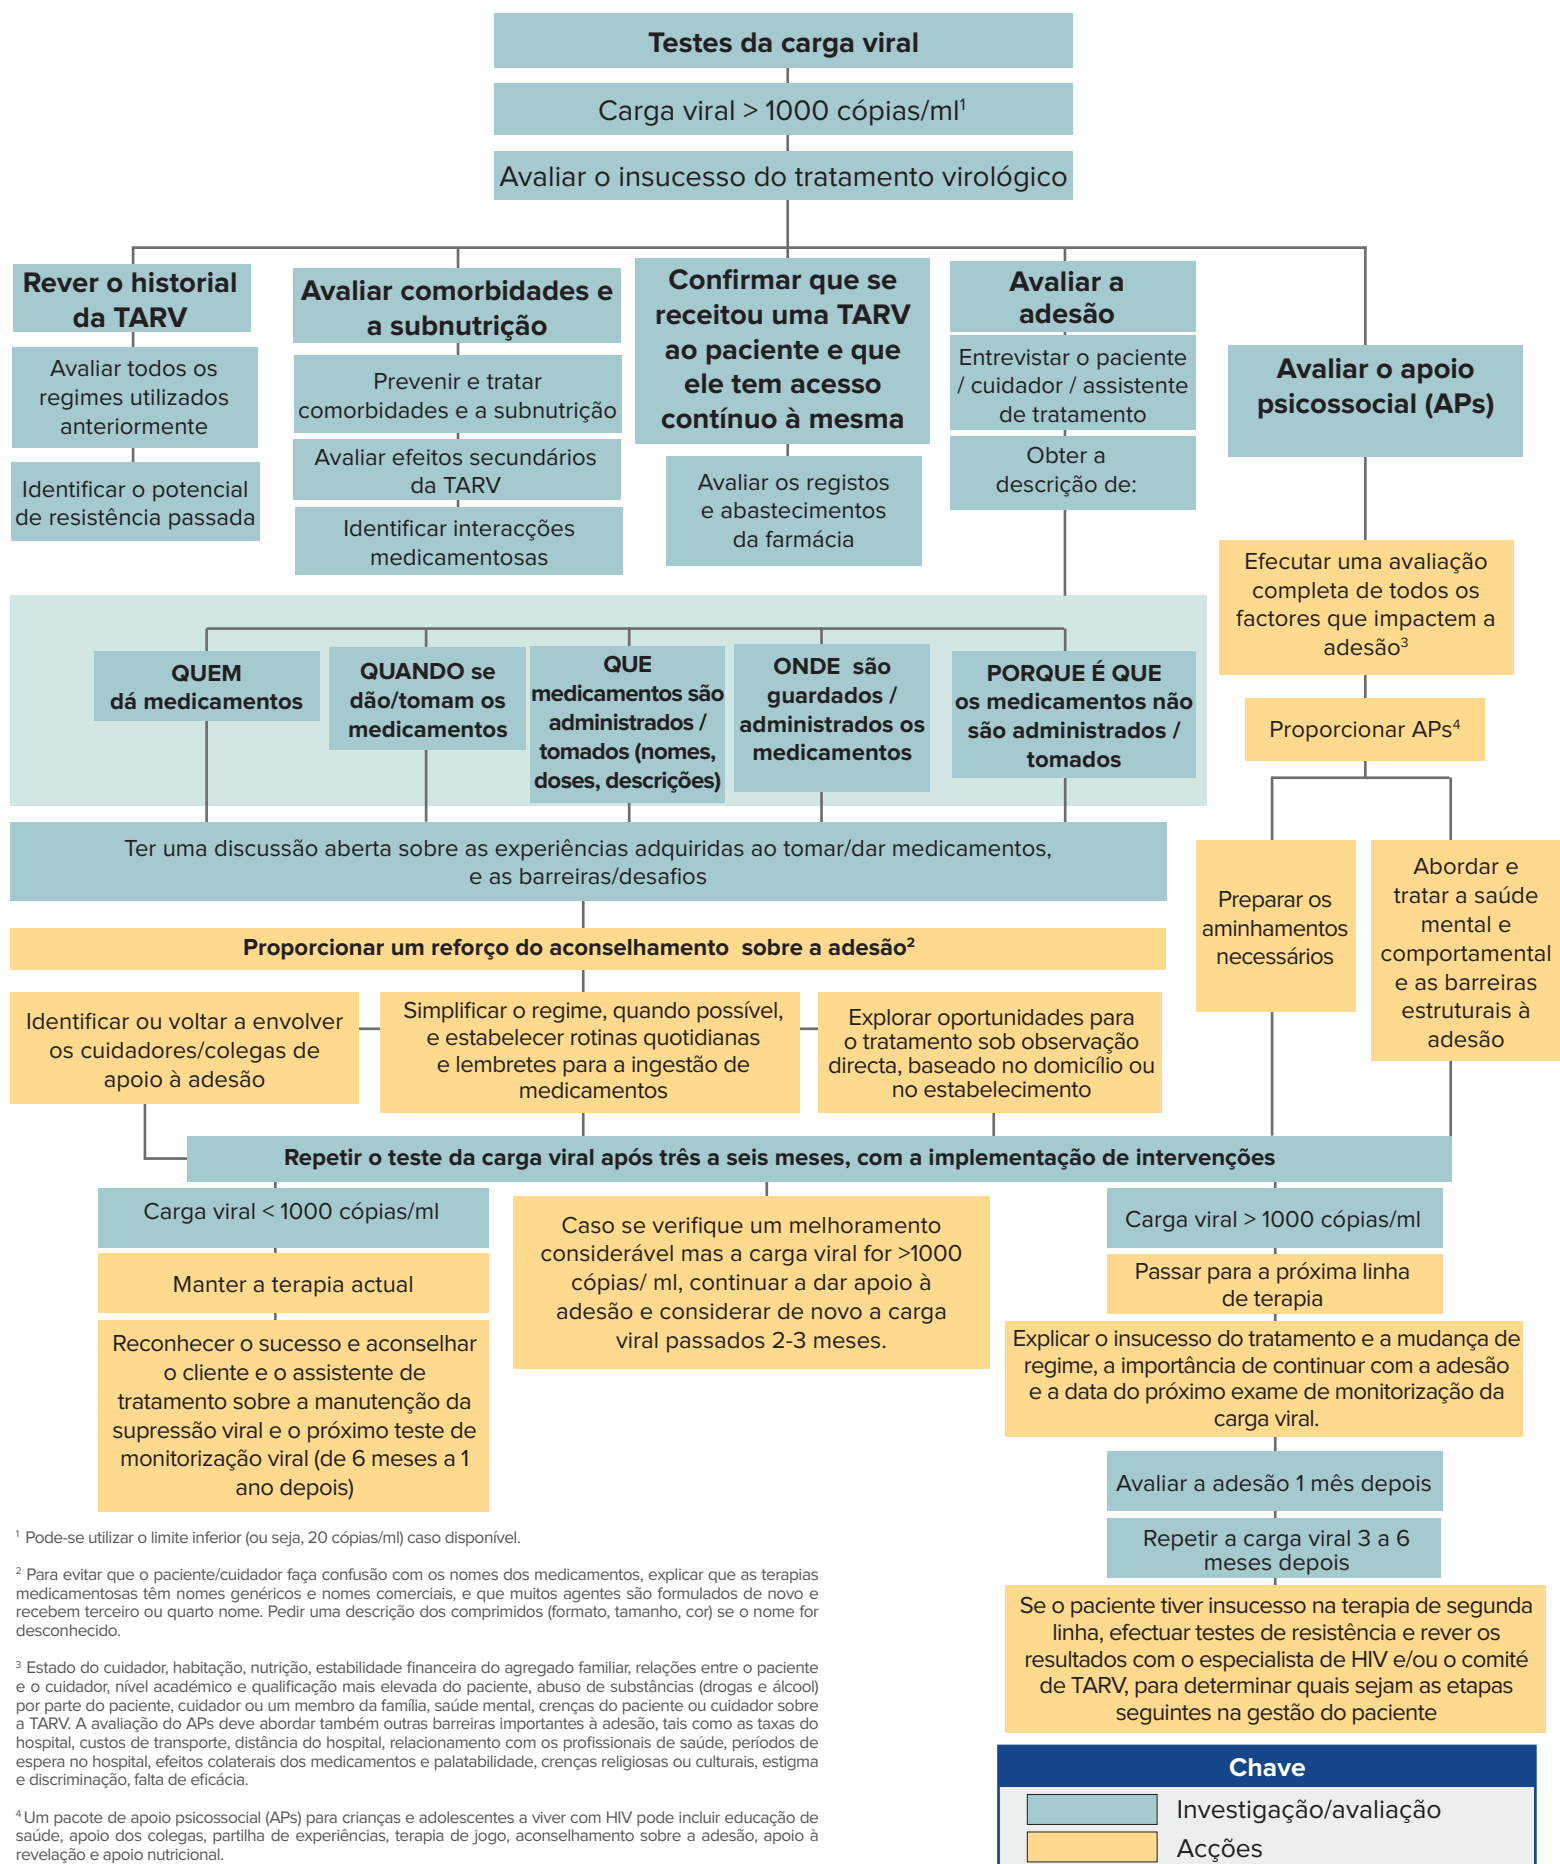 Testes da carga viral
Carga viral > 1000 cópias/ml¹
Avaliar o insucesso do tratamento virológico
Rever o historial
da TARV
Avaliar todos os
regimes utilizados
anteriormente
Identificar o potencial
de resistência passada
Avaliar comorbidades e
a subnutrição
Prevenir e tratar
comorbidades e a subnutrição
Avaliar efeitos secundários
da TARV
Identificar interacções
medicamentosas
Confirmar que se
receitou uma TARV
ao paciente e que
ele tem acesso
contínuo à mesma
Avaliar os registos
e abastecimentos
da farmácia
Avaliar a
adesão
Entrevistar o paciente
/ cuidador / assistente
de tratamento
Obter a
descrição de:
Avaliar o apoio
psicossocial (APs)
Efecutar uma avaliação
completa de todos os
factores que impactem a
adesão³
Proporcionar APs⁴
QUEM
dá medicamentos
QUANDO se
dão/tomam os
medicamentos
QUE
medicamentos são
administrados /
tomados (nomes,
doses, descrições)
ONDE são
guardados /
administrados os
medicamentos
PORQUE É QUE
os medicamentos não
são administrados /
tomados
Ter uma discussão aberta sobre as experiências adquiridas ao tomar/dar medicamentos,
e as barreiras/desafios
Preparar os
aminhamentos
necessários
Abordar e
tratar a saúde
mental e
comportamental
e as barreiras
estruturais à
adesão
Proporcionar um reforço do aconselhamento sobre a adesão²
Identificar ou voltar a envolver
os cuidadores/colegas de
apoio à adesão
Simplificar o regime, quando possível,
e estabelecer rotinas quotidianas
e lembretes para a ingestão de
medicamentos
Explorar oportunidades para
o tratamento sob observação
directa, baseado no domicílio ou
no estabelecimento
Repetir o teste da carga viral após três a seis meses, com a implementação de intervenções
Carga viral < 1000 cópias/ml
Manter a terapia actual
Reconhecer o sucesso e aconselhar
o cliente e o assistente de
tratamento sobre a manutenção da
supressão viral e o próximo teste de
monitorização viral (de 6 meses a 1
ano depois)
Caso se verifique um melhoramento
considerável mas a carga viral for >1000
cópias/ ml, continuar a dar apoio à
adesão e considerar de novo a carga
viral passados 2-3 meses.
Carga viral > 1000 cópias/ml
Passar para a próxima linha
de terapia
Explicar o insucesso do tratamento e a mudança de
regime, a importância de continuar com a adesão
e a data do próximo exame de monitorização da
carga viral.
Avaliar a adesão 1 mês depois
Repetir a carga viral 3 a 6
meses depois
Se o paciente tiver insucesso na terapia de segunda
linha, efectuar testes de resistência e rever os
resultados com o especialista de HIV e/ou o comité
de TARV, para determinar quais sejam as etapas
seguintes na gestão do paciente
¹ Pode-se utilizar o limite inferior (ou seja, 20 cópias/ml) caso disponível.
² Para evitar que o paciente/cuidador faça confusão com os nomes dos medicamentos, explicar que as terapias
medicamentosas têm nomes genéricos e nomes comerciais, e que muitos agentes são formulados de novo e
recebem terceiro ou quarto nome. Pedir uma descrição dos comprimidos (formato, tamanho, cor) se o nome for
desconhecido.
³ Estado do cuidador, habitação, nutrição, estabilidade financeira do agregado familiar, relações entre o paciente
e o cuidador, nível académico e qualificação mais elevada do paciente, abuso de substâncias (drogas e álcool)
por parte do paciente, cuidador ou um membro da família, saúde mental, crenças do paciente ou cuidador sobre
a TARV. A avaliação do APs deve abordar também outras barreiras importantes à adesão, tais como as taxas do
hospital, custos de transporte, distância do hospital, relacionamento com os profissionais de saúde, períodos de
espera no hospital, efeitos colaterais dos medicamentos e palatabilidade, crenças religiosas ou culturais, estigma
e discriminação, falta de eficácia.
⁴ Um pacote de apoio psicossocial (APs) para crianças e adolescentes a viver com HIV pode incluir educação de
saúde, apoio dos colegas, partilha de experiências, terapia de jogo, aconselhamento sobre a adesão, apoio à
revelação e apoio nutricional.
Chave
Investigação/avaliação
Acções